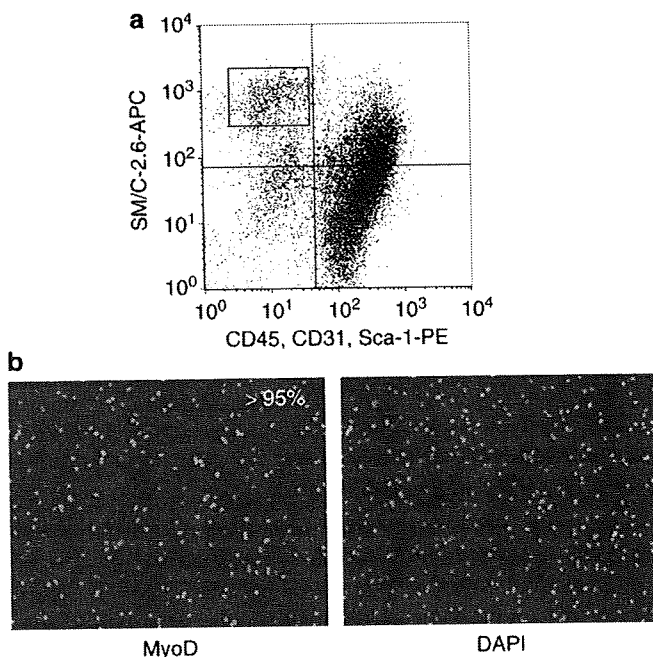 a
SM/C-2.6-APC
10⁴
10³
10²
10¹
10⁰
10⁰ 10¹ 10² 10³ 10⁴
CD45, CD31, Sca-1-PE
b
> 95%
MyoD
DAPI